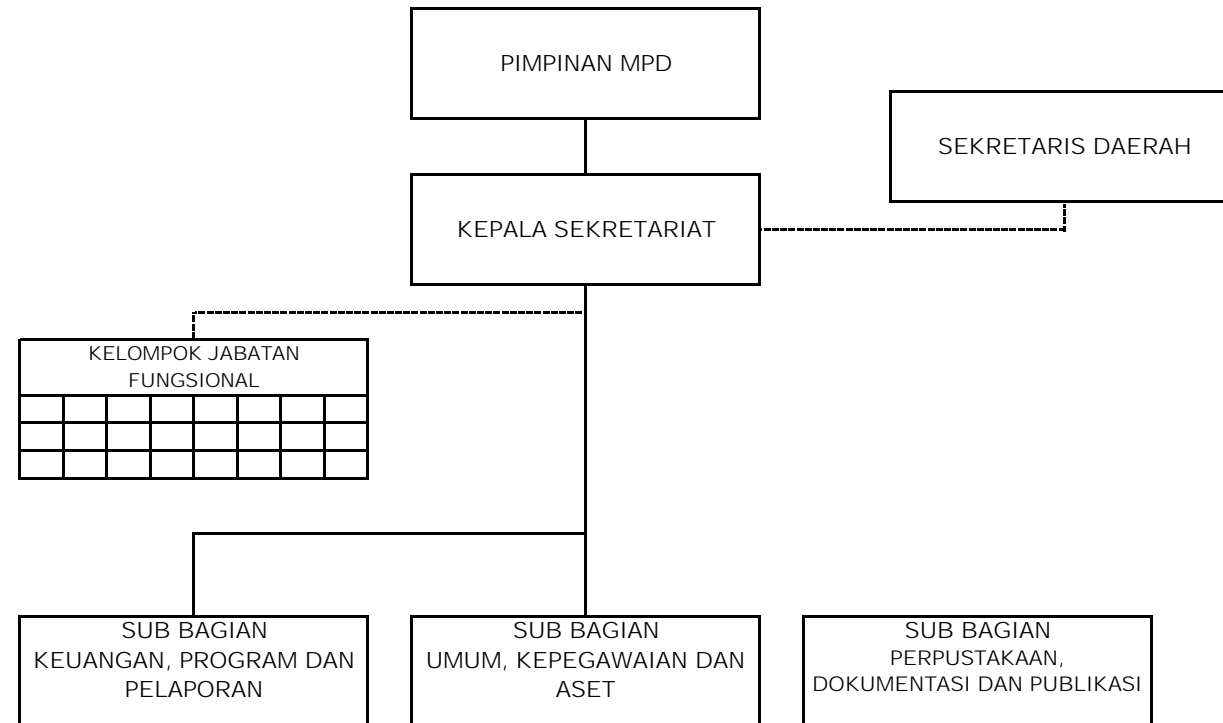 PIMPINAN MPD
SEKRETARIS DAERAH
KEPALA SEKRETARIAT
KELOMPOK JABATAN
FUNGSIONAL
SUB BAGIAN
KEUANGAN, PROGRAM DAN
PELAPORAN
SUB BAGIAN
UMUM, KEPEGAWAIAN DAN
ASET
SUB BAGIAN
PERPUSTAKAAN,
DOKUMENTASI DAN PUBLIKASI